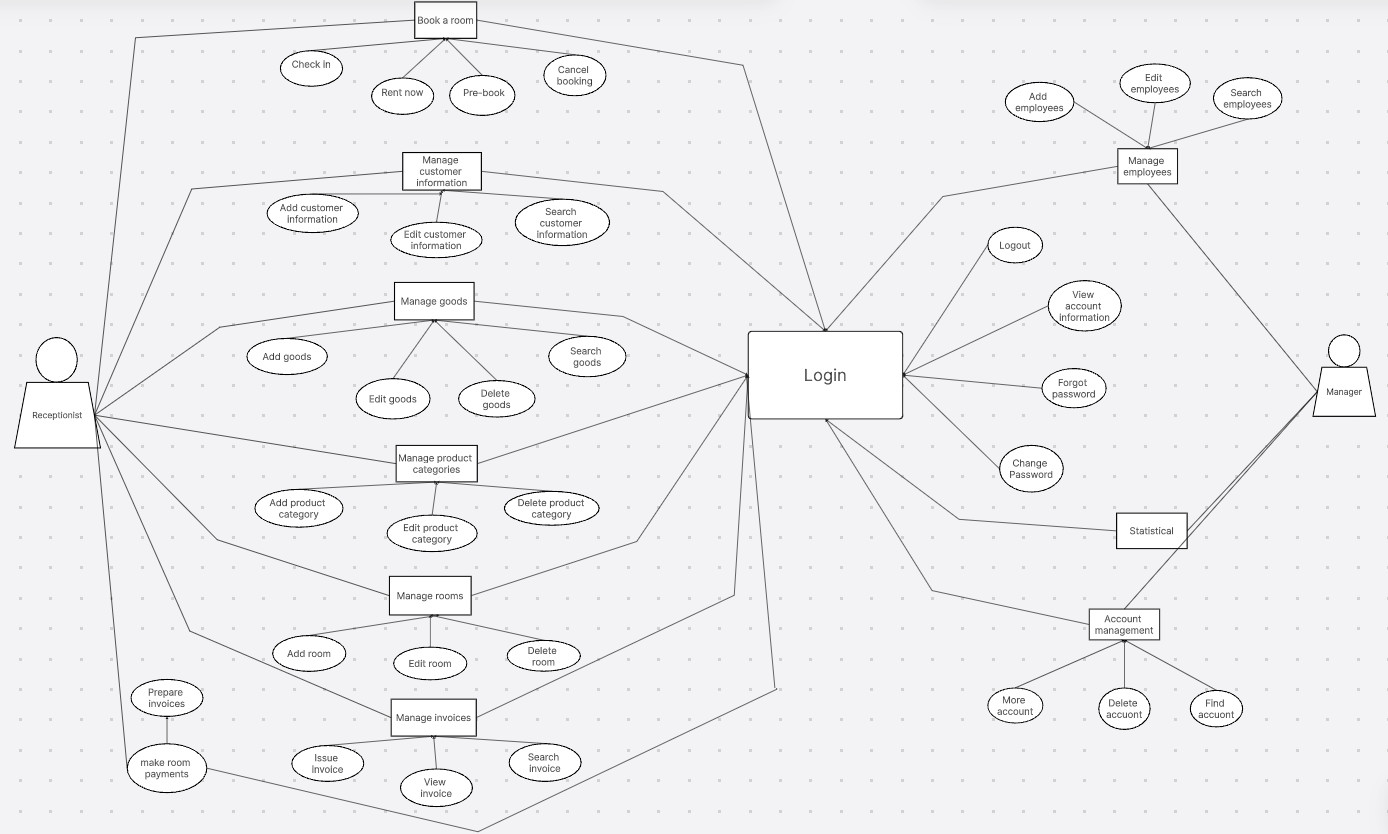 Book a room
Check in
Rent now
Pre-book
Cancel
booking
Manage
customer
information
Add customer
information
Edit customer
information
Search
customer
information
Manage goods
Add goods
Edit goods
Delete
goods
Search
goods
Receptionist
Manage product
categories
Add product
category
Edit product
category
Delete product
category
Manage rooms
Add room
Edit room
Delete
room
Manage invoices
Issue
invoice
View
invoice
Search
invoice
Prepare
invoices
make room
payments
Login
Add
employees
Edit
employees
Search
employees
Manage
employees
Logout
View
account
information
Forgot
password
Change
Password
Manager
Statistical
Account
management
More
account
Delete
accuont
Find
accuont